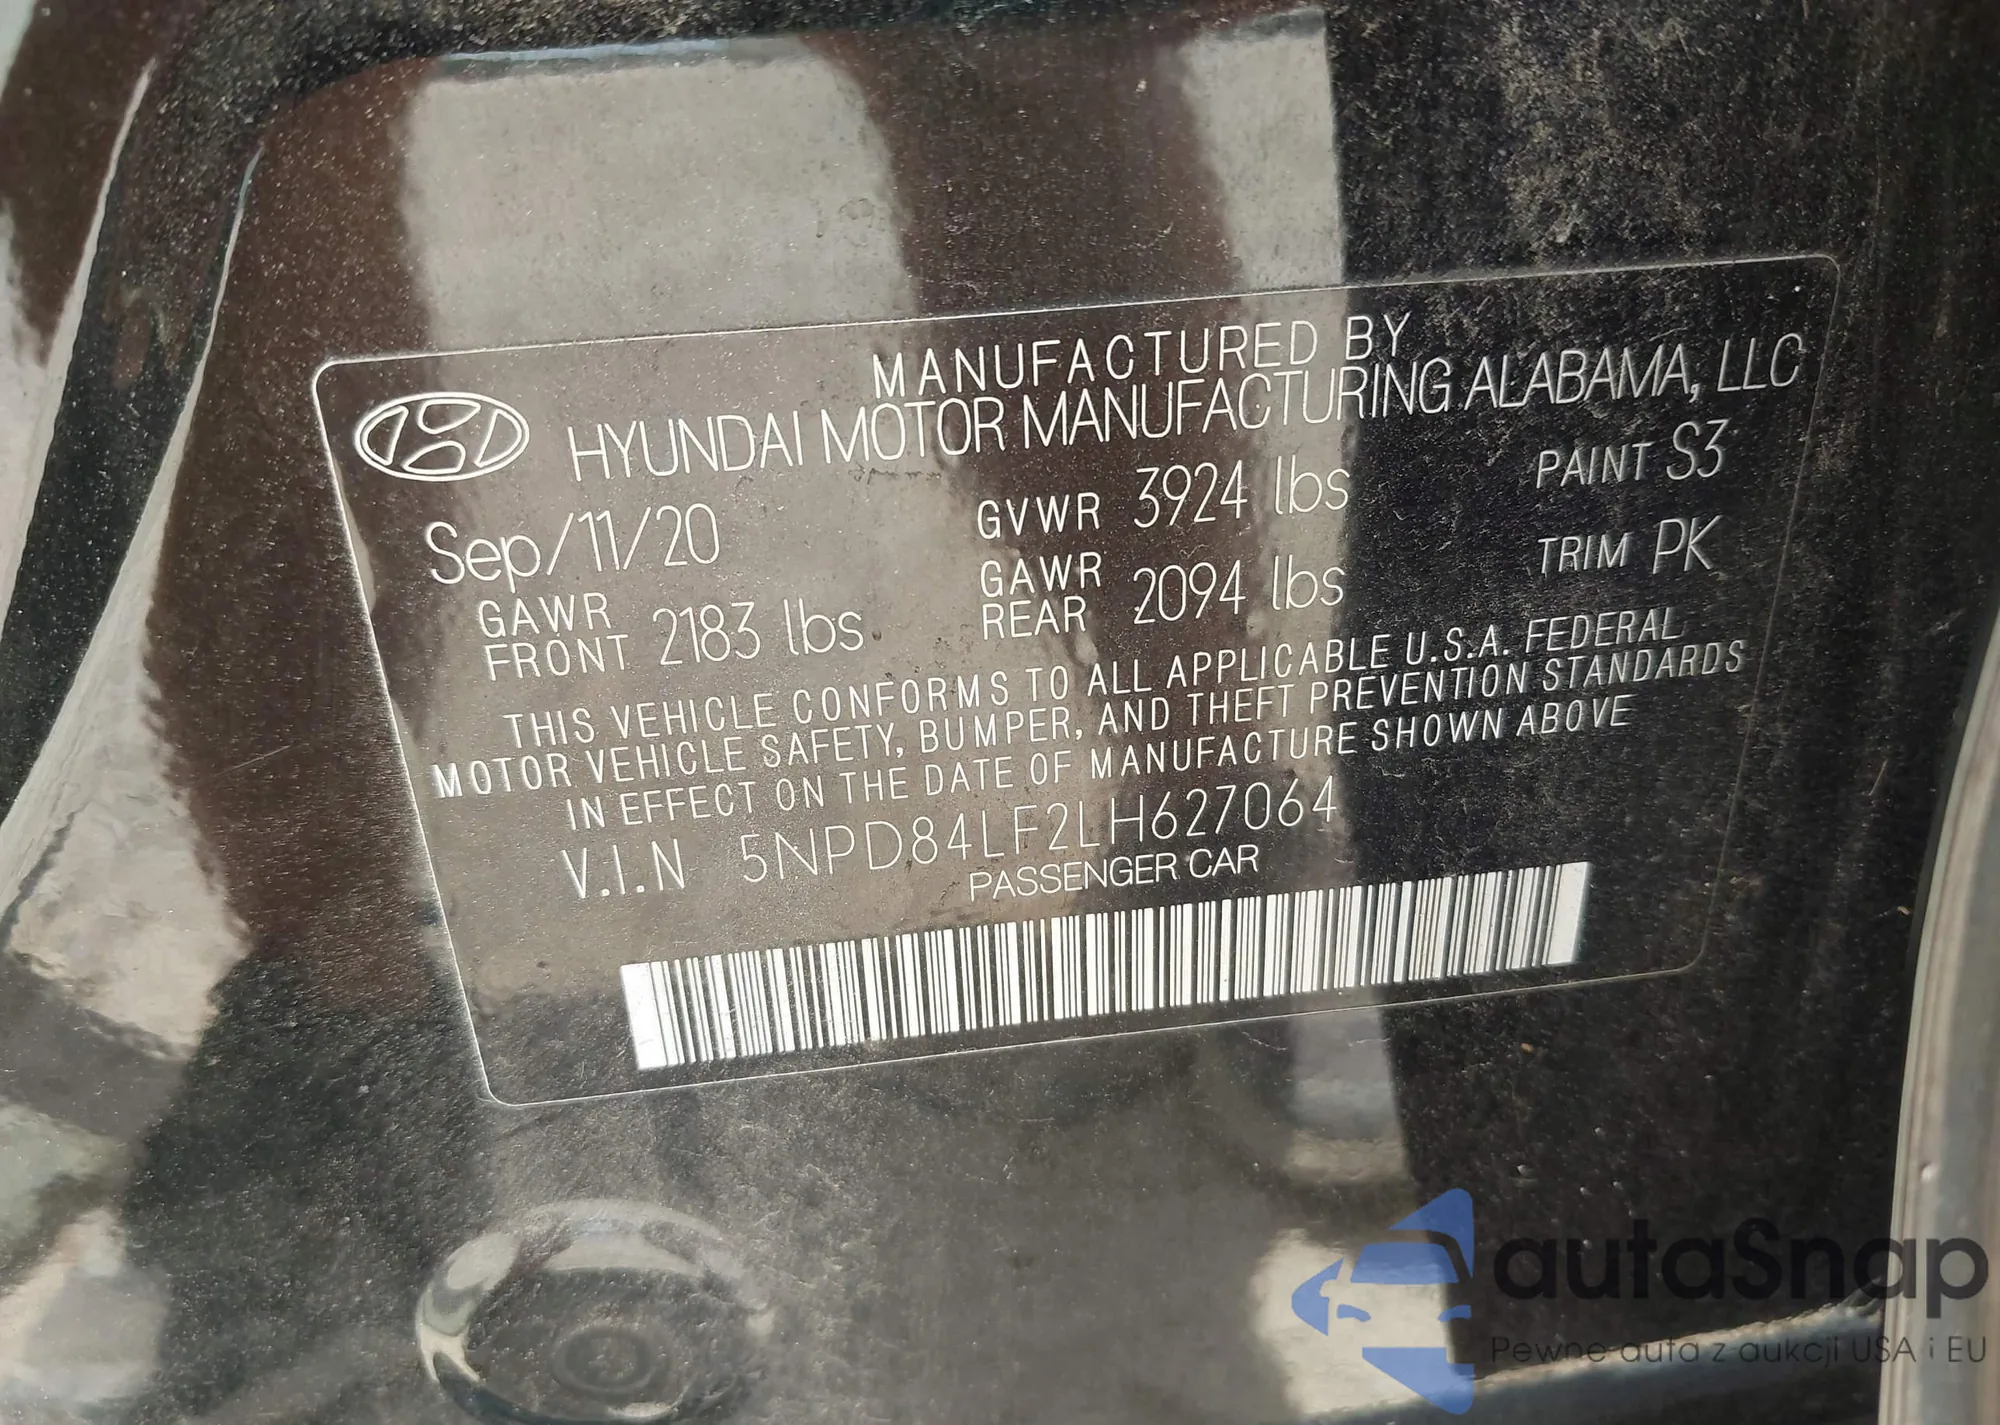 MANUFACTURED BY
HYUNDAI MOTOR MANUFACTURING ALABAMA, LLC
Sep/11/20 GVWR 3924 lbs PAINT S3
GAWR FRONT 2183 lbs GAWR REAR 2094 lbs TRIM PK
THIS VEHICLE CONFORMS TO ALL APPLICABLE U.S.A. FEDERAL
MOTOR VEHICLE SAFETY, BUMPER, AND THEFT PREVENTION STANDARDS
IN EFFECT ON THE DATE OF MANUFACTURE SHOWN ABOVE
V.I.N 5NPD84LF2LH627064
PASSENGER CAR
autaSnap
Pewne auta z aukcji USA i EU